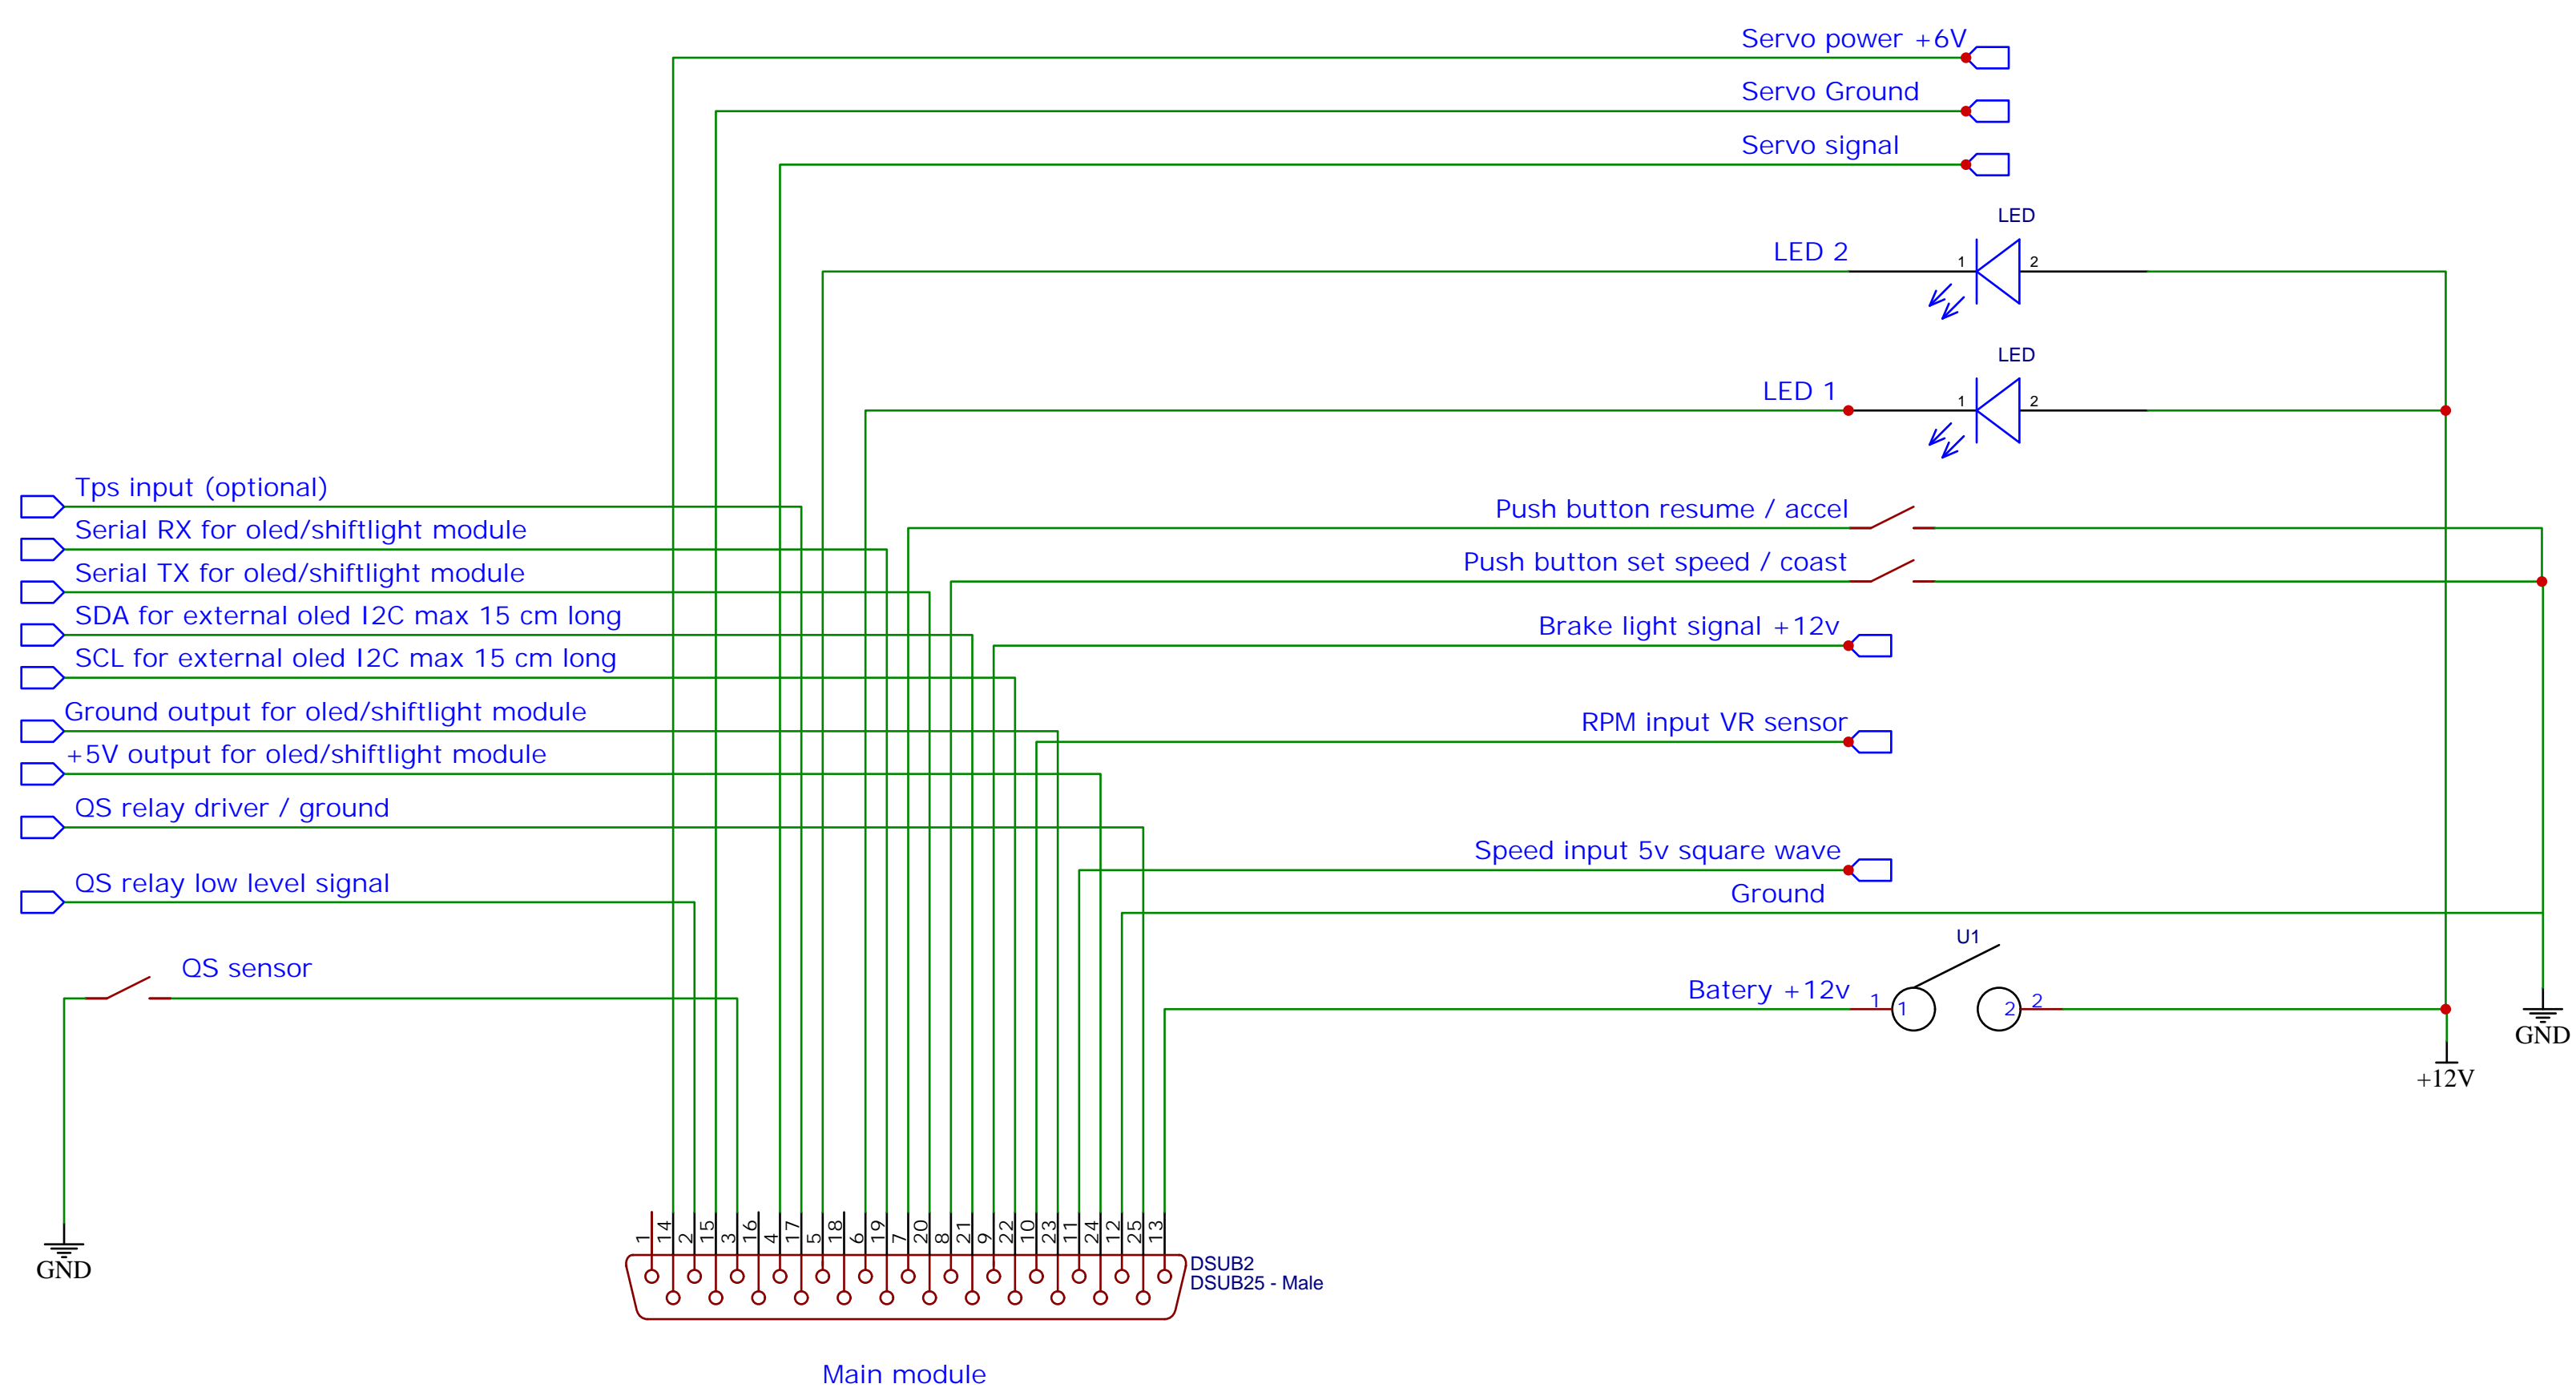 Servo power +6V
Servo Ground
Servo signal
LED
LED 2
1
2
LED
LED 1
1
2
Tps input (optional)
Serial RX for oled/shiftlight module
Serial TX for oled/shiftlight module
SDA for external oled I2C max 15 cm long
SCL for external oled I2C max 15 cm long
Ground output for oled/shiftlight module
+5V output for oled/shiftlight module
QS relay driver / ground
QS relay low level signal
QS sensor
GND
Push button resume / accel
Push button set speed / coast
Brake light signal +12v
RPM input VR sensor
Speed input 5v square wave
Ground
U1
Batery +12v
1
1
2
2
GND
+12V
1 14 2 15 3 16 4 17 5 18 6 19 7 20 8 21 9 22 10 23 11 24 12 25 13
DSUB2
DSUB25 - Male
Main module